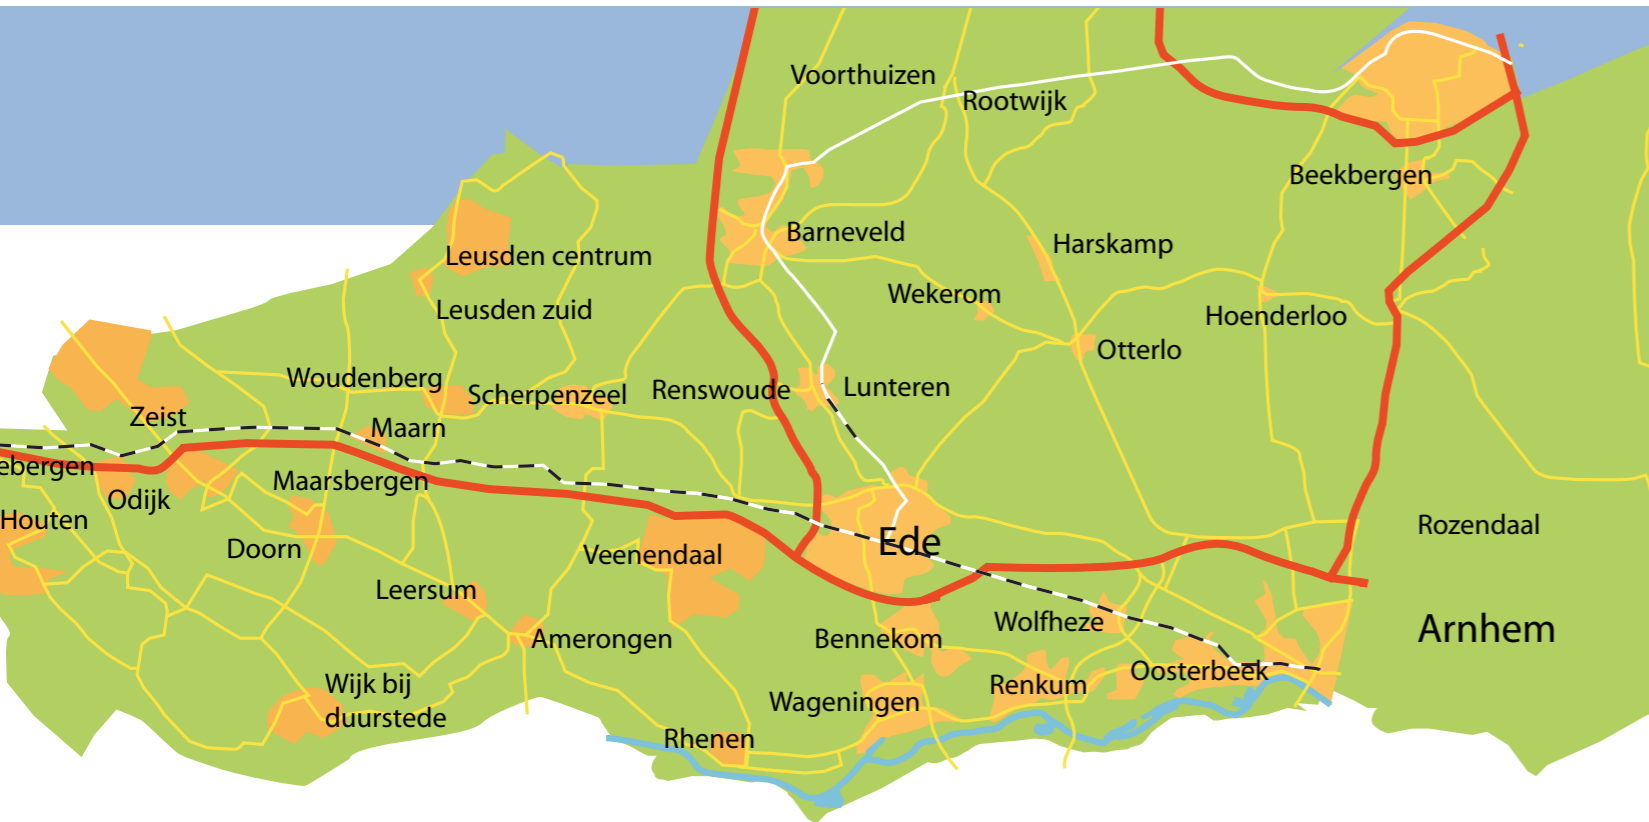 Voorthuizen
Rootwijk
Beekbergen
Barneveld
Harskamp
Leusden centrum
Wekerom
Leusden zuid
Hoenderloo
Otterlo
Woudenberg
Scherpenzeel
Renswoude
Lunteren
Zeist
Maarn
ebergen
Maarsbergen
Odijk
Houten
Rozendaal
Doorn
Veenendaal
Ede
Leersum
Wolfheze
Arnhem
Amerongen
Bennekom
Oosterbeek
Wijk bij
duurstede
Renkum
Wageningen
Rhenen